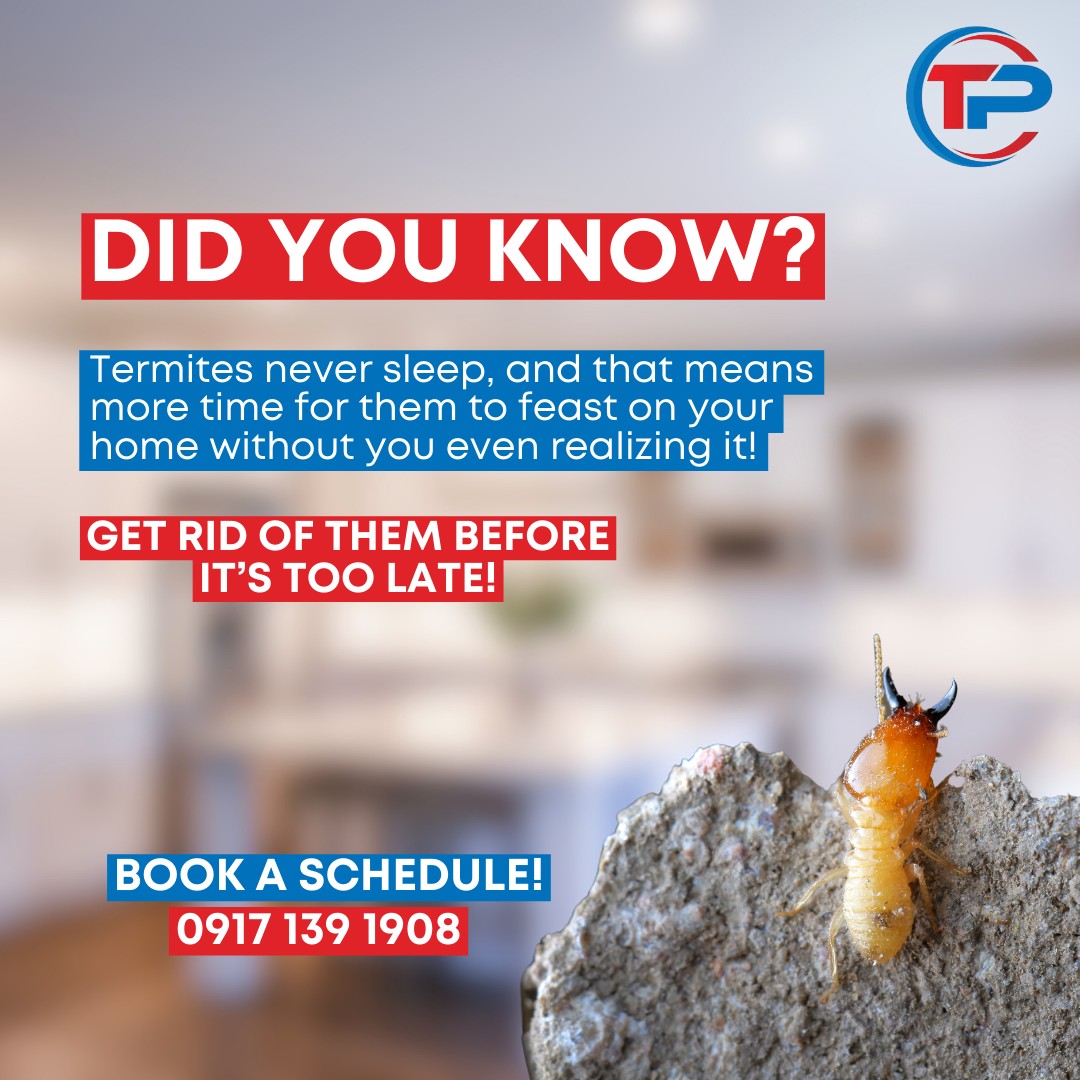 TP
DID YOU KNOW?
Termites never sleep, and that means
more time for them to feast on your
home without you even realizing it!
GET RID OF THEM BEFORE
IT’S TOO LATE!
BOOK A SCHEDULE!
0917 139 1908